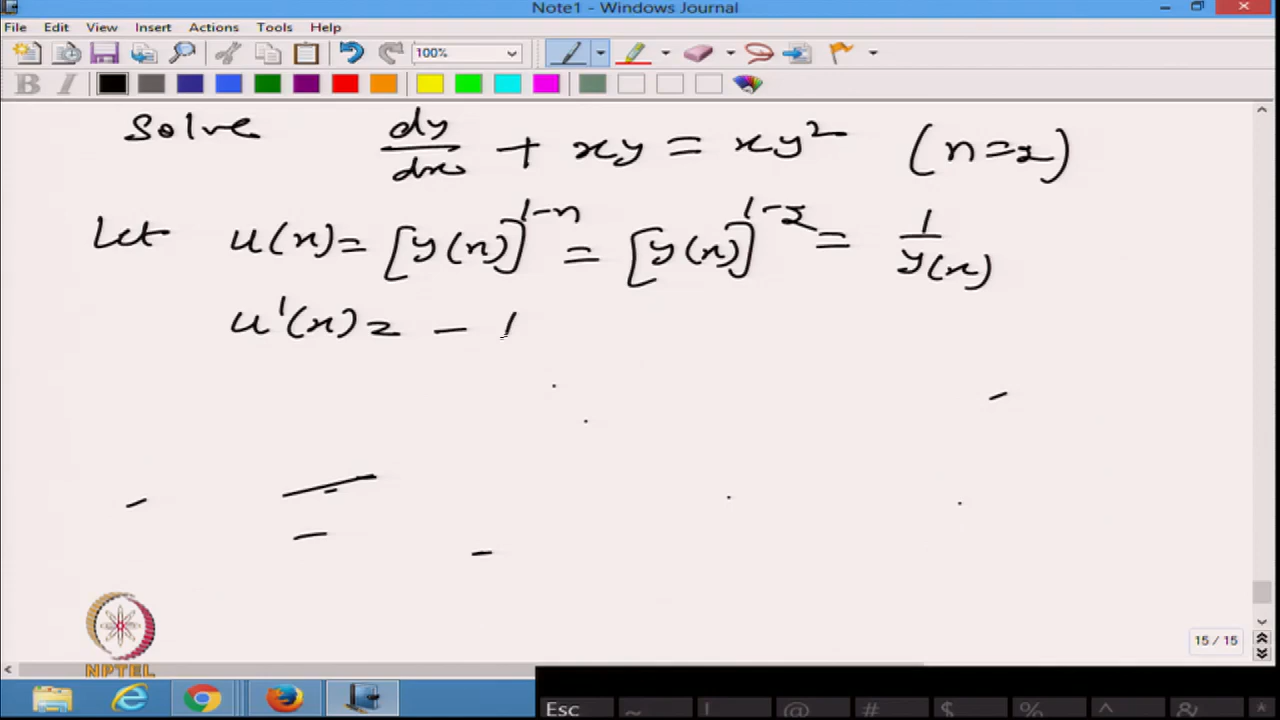 Note1 - Windows Journal
File Edit View Insert Actions Tools Help
100%
B I
Solve dy/dx + xy = xy² (n=2)
Let u(x) = [y(x)]^1-n = [y(x)]^1-2 = 1/y(x)
u'(x) = - 1
15 / 15
NPTEL
Esc ~ ! @ # $ % ^ & *